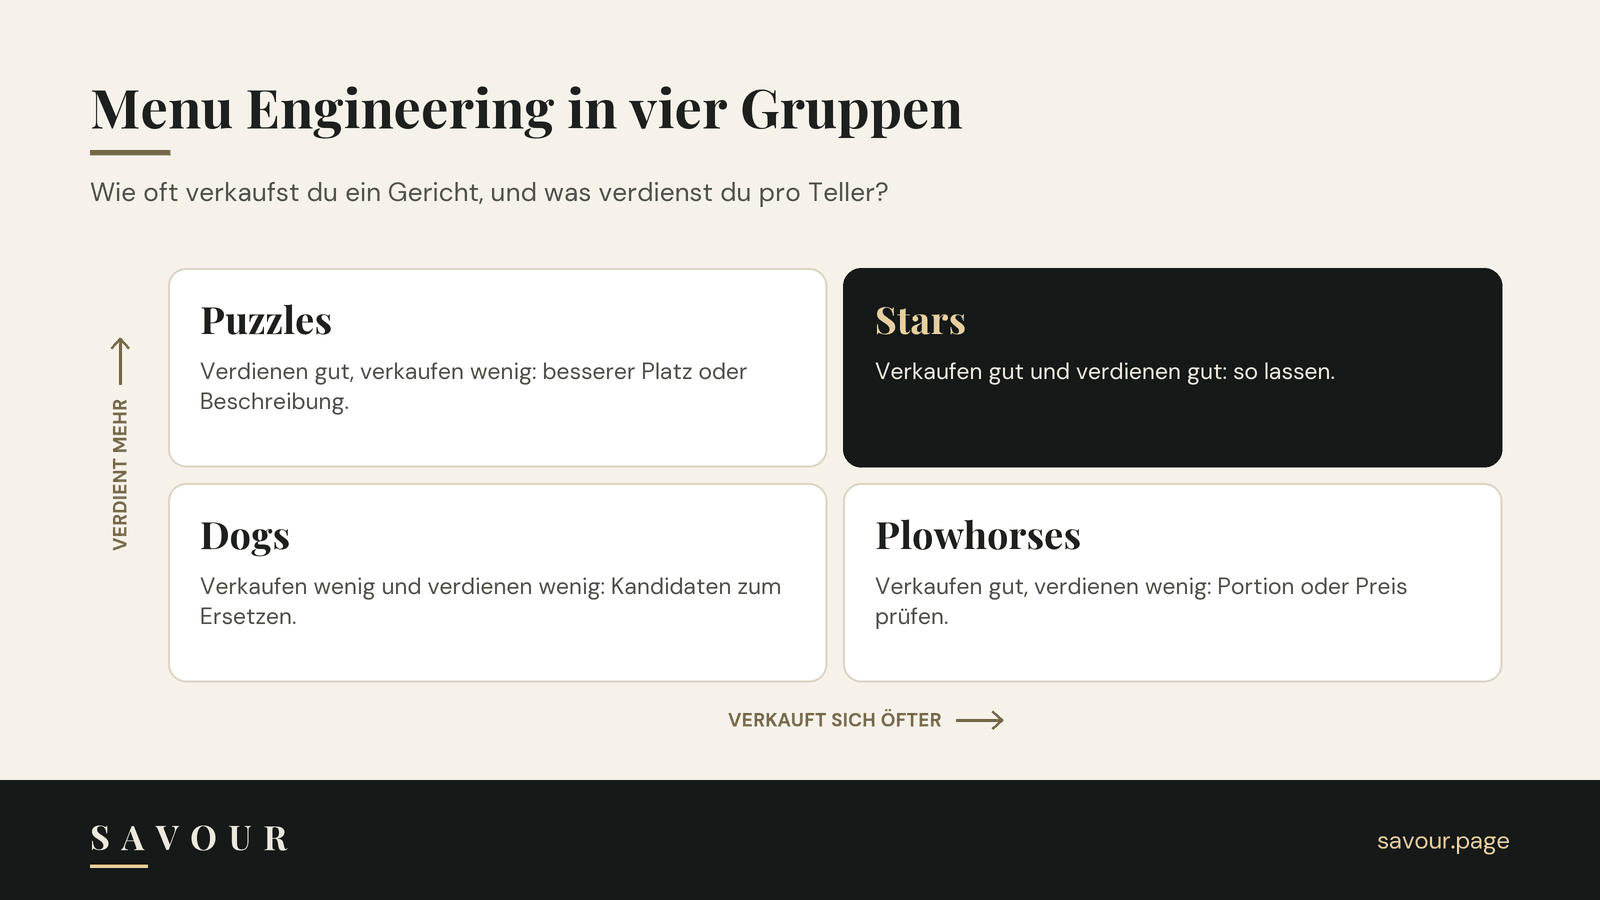 Menu Engineering in vier Gruppen
Wie oft verkaufst du ein Gericht, und was verdienst du pro Teller?
VERDIENT MEHR
Puzzles
Verdienen gut, verkaufen wenig: besserer Platz oder
Beschreibung.
Stars
Verkaufen gut und verdienen gut: so lassen.
Dogs
Verkaufen wenig und verdienen wenig: Kandidaten zum
Ersetzen.
Plowhorses
Verkaufen gut, verdienen wenig: Portion oder Preis
prüfen.
VERKAUFT SICH ÖFTER
SAVOUR
savour.page